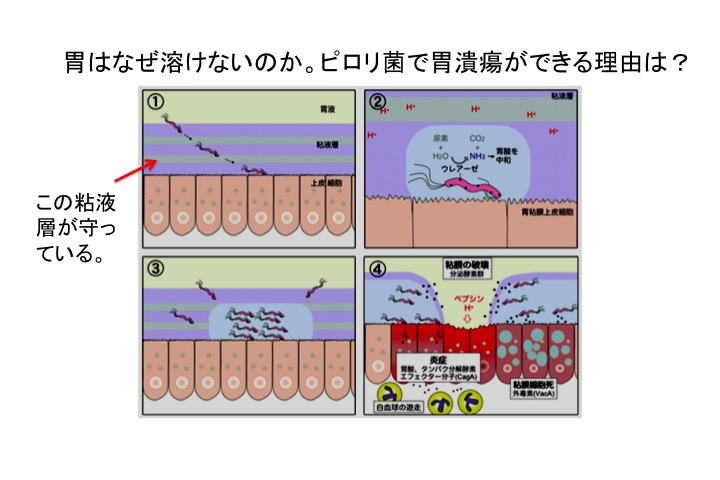 胃はなぜ溶けないのか。ピロリ菌で胃潰瘍ができる理由は？
この粘液
層が守っ
ている。
①
胃液
粘液層
上皮細胞
②
粘液層
H+
H+
H+
H+
H+
尿素
+
H2O
CO2
+
NH3
胃酸を
中和
ウレアーゼ
胃粘膜上皮細胞
③
④
粘膜の破壊
分泌酵素群
ペプシン
H+
炎症
胃酸、タンパク分解酵素
エフェクター分子(CagA)
白血球の遊走
粘膜細胞死
外毒素(VacA)